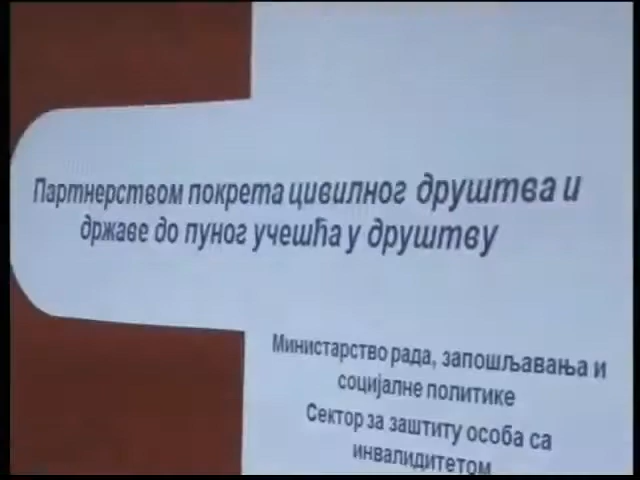 Партнерством покрета цивилног друштва и
државе до пуног учешћа у друштву
Министарство рада, запошљавања и
социјалне политике
Сектор за заштиту особа са
инвалидитетом